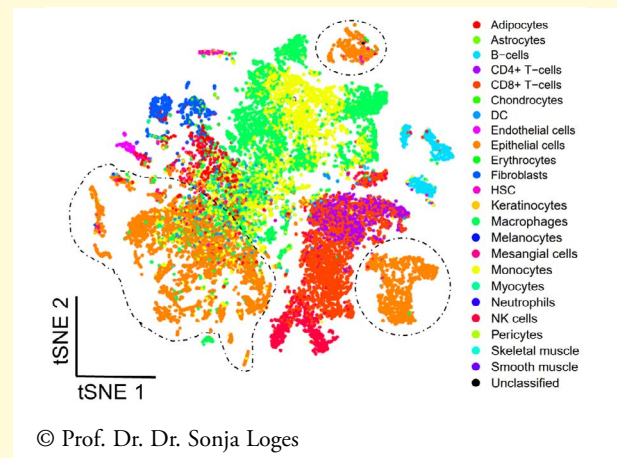 Adipocytes
Astrocytes
B-cells
CD4+ T-cells
CD8+ T-cells
Chondrocytes
DC
Endothelial cells
Epithelial cells
Erythrocytes
Fibroblasts
HSC
Keratinocytes
Macrophages
Melanocytes
Mesangial cells
Monocytes
Myocytes
Neutrophils
NK cells
Pericytes
Skeletal muscle
Smooth muscle
Unclassified
tSNE 2
tSNE 1
© Prof. Dr. Dr. Sonja Loges